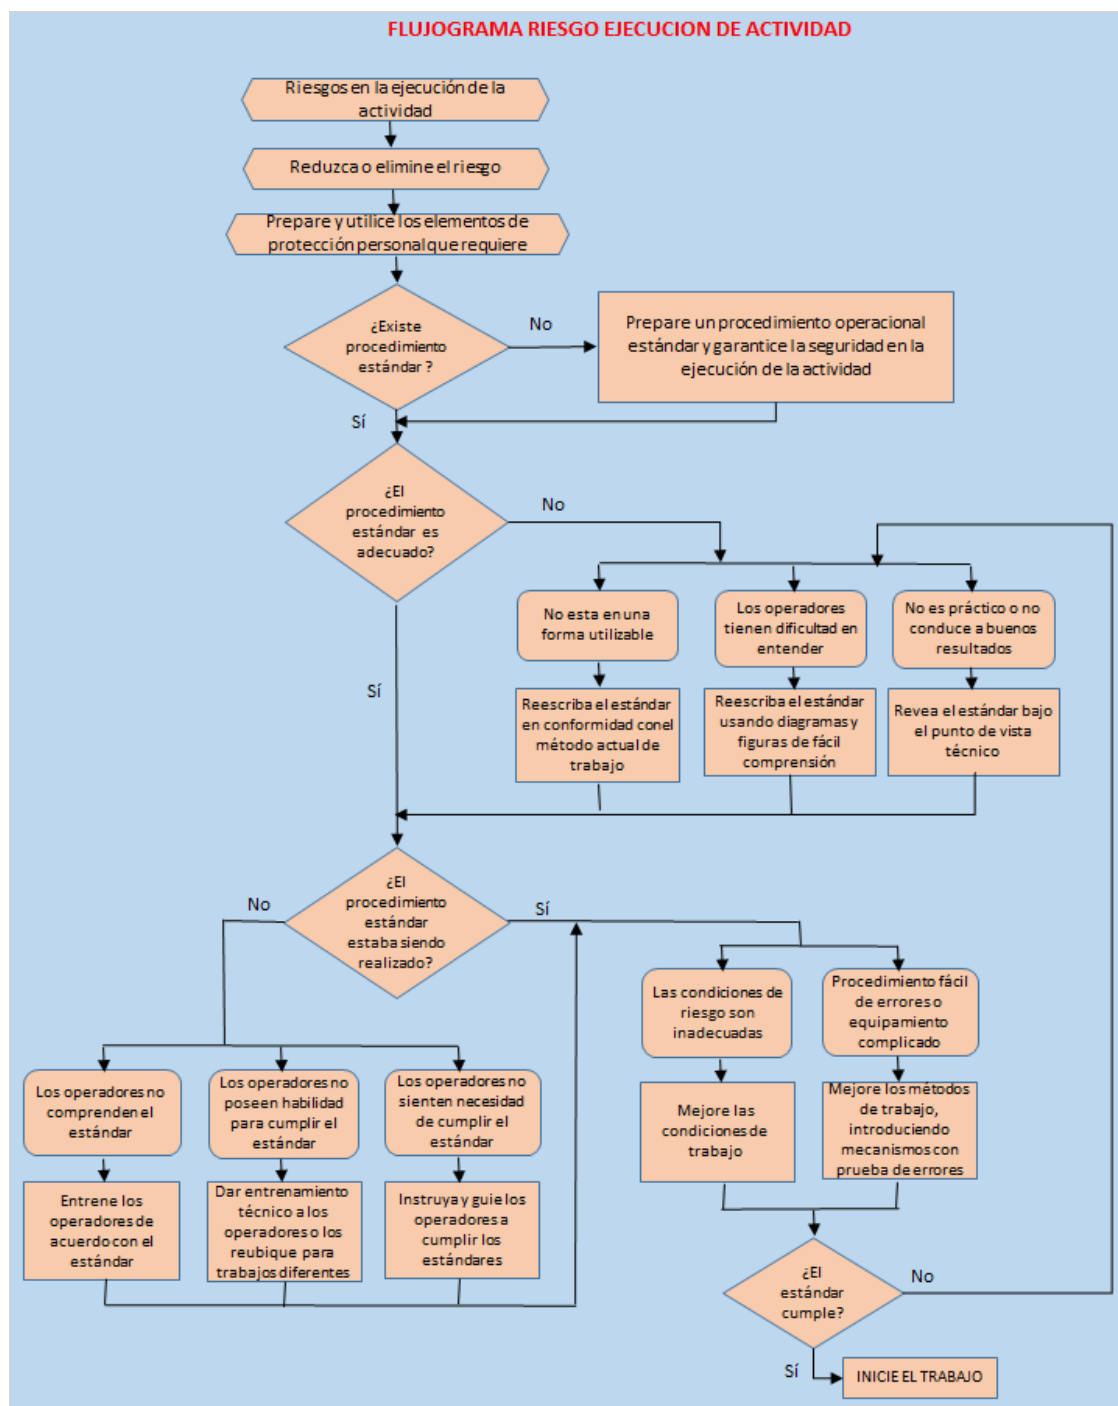 FLUJOGRAMA RIESGO EJECUCION DE ACTIVIDAD
Riesgos en la ejecución de la
actividad
Reduzca o elimine el riesgo
Prepare y utilice los elementos de
protección personal que requiere
¿Existe
procedimiento
estándar ?
No
Prepare un procedimiento operacional
estándar y garantice la seguridad en la
ejecución de la actividad
Sí
¿El
procedimiento
estándar es
adecuado?
No
No esta en una
forma utilizable
Los operadores
tienen dificultad en
entender
No es práctico o no
conduce a buenos
resultados
Sí
Reescriba el estándar
en conformidad conel
método actual de
trabajo
Reescriba el estándar
usando diagramas y
figuras de fácil
comprensión
Revea el estándar bajo
el punto de vista
técnico
¿El
procedimiento
estándar
estaba siendo
realizado?
No
Sí
Las condiciones de
riesgo son
inadecuadas
Procedimiento fácil
de errores o
equipamiento
complicado
Los operadores no
comprenden el
estándar
Los operadores no
poseen habilidad
para cumplir el
estándar
Los operadores no
sienten necesidad
de cumplir el
estándar
Mejore las
condiciones de
trabajo
Mejore los métodos
de trabajo,
introduciendo
mecanismos con
prueba de errores
Entrene los
operadores de
acuerdo con el
estándar
Dar entrenamiento
técnico a los
operadores o los
reubique para
trabajos diferentes
Instruya y guie los
operadores a
cumplir los
estándares
¿El
estándar
cumple?
No
Sí
INICIE EL TRABAJO